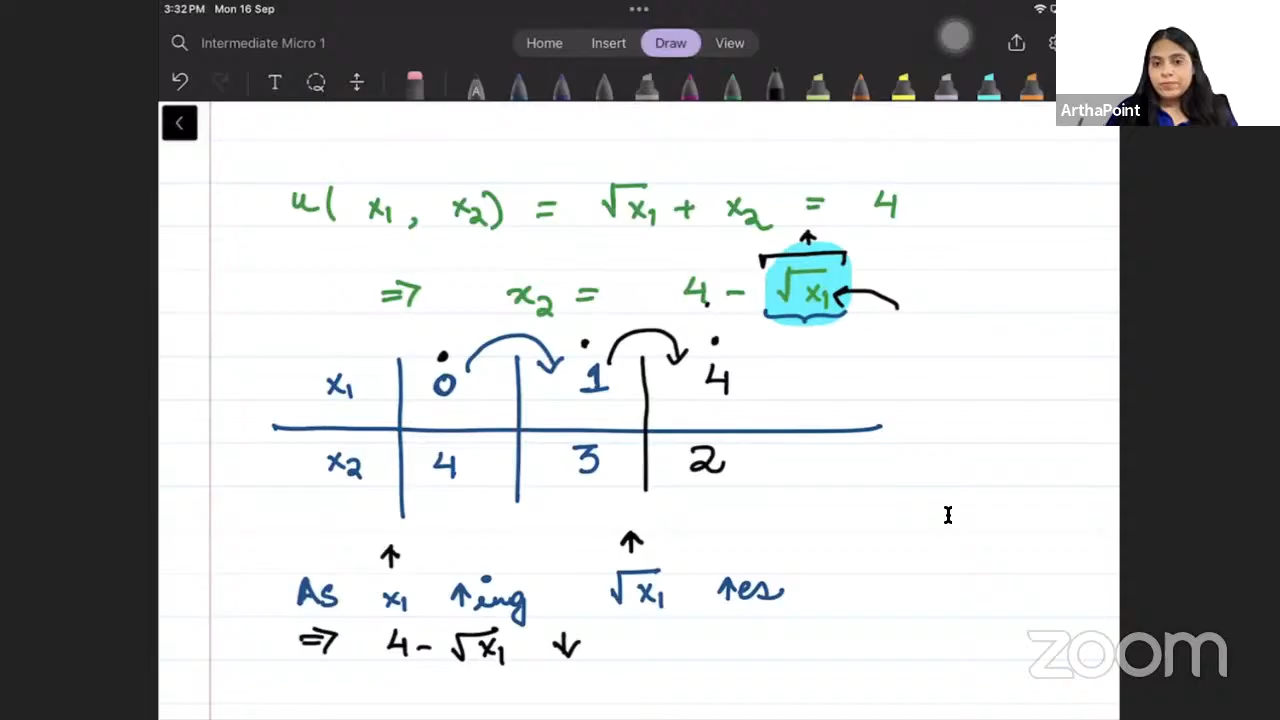 3:32 PM Mon 16 Sep
Intermediate Micro 1
Home Insert Draw View
ArthaPoint
u( x₁ , x₂ ) = √x₁ + x₂ = 4
⇒ x₂ = 4 - √x₁
x₁ 0 1 4
x₂ 4 3 2
As x₁ ↑ing √x₁ ↑es
⇒ 4 - √x₁ ↓
zoom